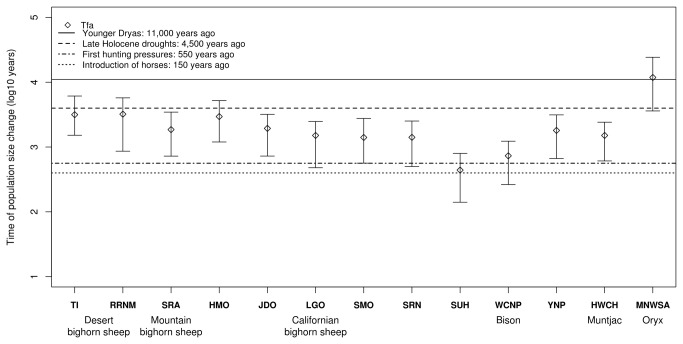 Time of population size change (log10 years)
5
4
3
2
1
Tfa
Younger Dryas: 11,000 years ago
Late Holocene droughts: 4,500 years ago
First hunting pressures: 550 years ago
Introduction of horses: 150 years ago
TI RRNM SRA HMO JDO LGO SMO SRN SUH WCNP YNP HWCH MNWSA
Desert Mountain Californian Bison Muntjac Oryx
bighorn sheep bighorn sheep bighorn sheep